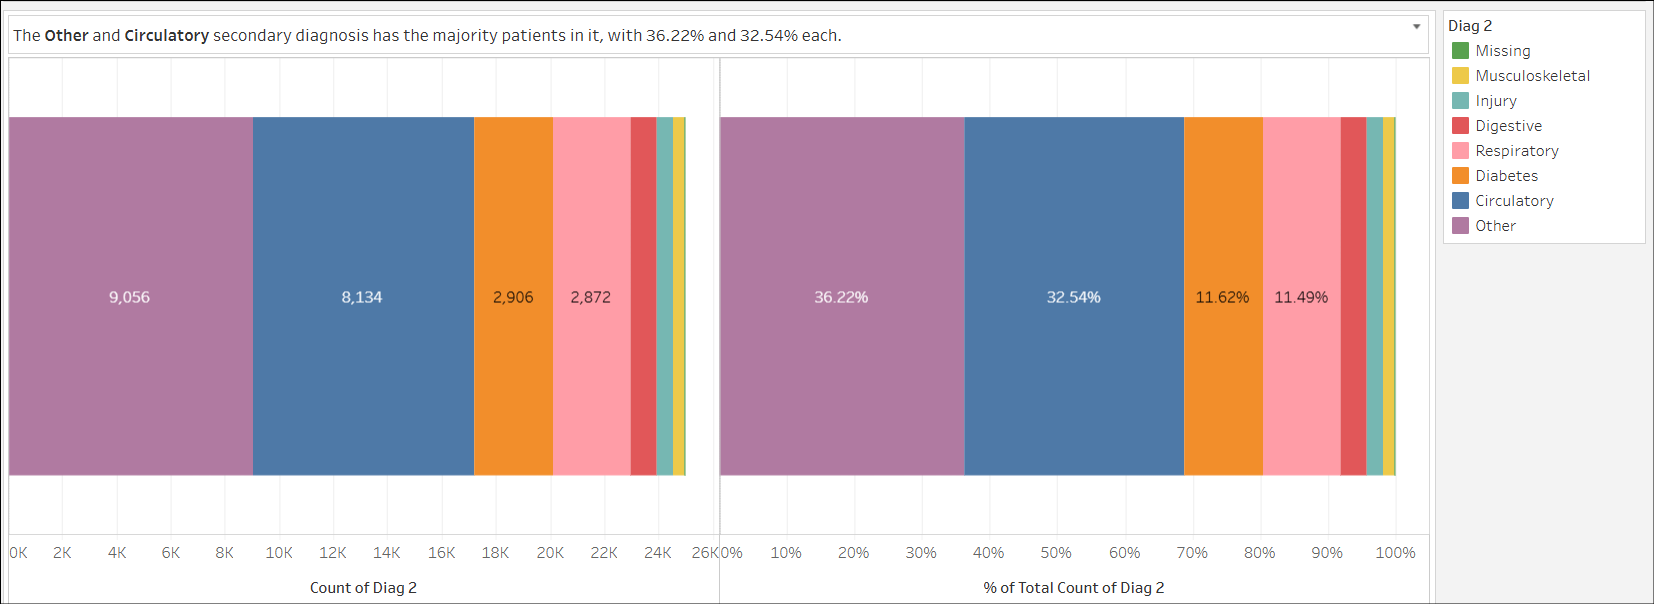 The Other and Circulatory secondary diagnosis has the majority patients in it, with 36.22% and 32.54% each.
Diag 2
Missing
Musculoskeletal
Injury
Digestive
Respiratory
Diabetes
Circulatory
Other
9,056 8,134 2,906 2,872 36.22% 32.54% 11.62% 11.49%
0K 2K 4K 6K 8K 10K 12K 14K 16K 18K 20K 22K 24K 26K 0% 10% 20% 30% 40% 50% 60% 70% 80% 90% 100%
Count of Diag 2 % of Total Count of Diag 2